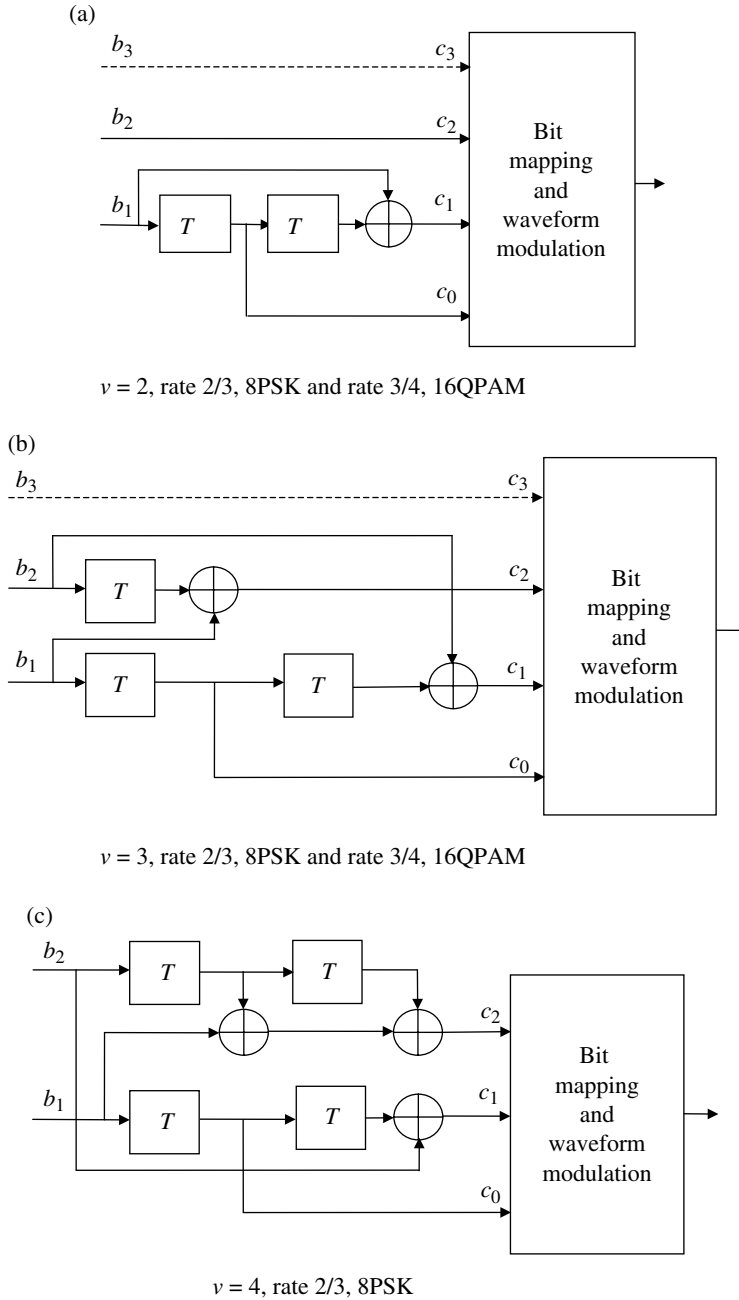 (a)
b₃
c₃
b₂
c₂
Bit
mapping
and
waveform
modulation
b₁
T
T
c₁
c₀
v = 2, rate 2/3, 8PSK and rate 3/4, 16QPAM
(b)
b₃
c₃
b₂
T
c₂
Bit
mapping
and
waveform
modulation
b₁
T
T
c₁
c₀
v = 3, rate 2/3, 8PSK and rate 3/4, 16QPAM
(c)
b₂
T
T
c₂
Bit
mapping
and
waveform
modulation
b₁
T
T
c₁
c₀
v = 4, rate 2/3, 8PSK